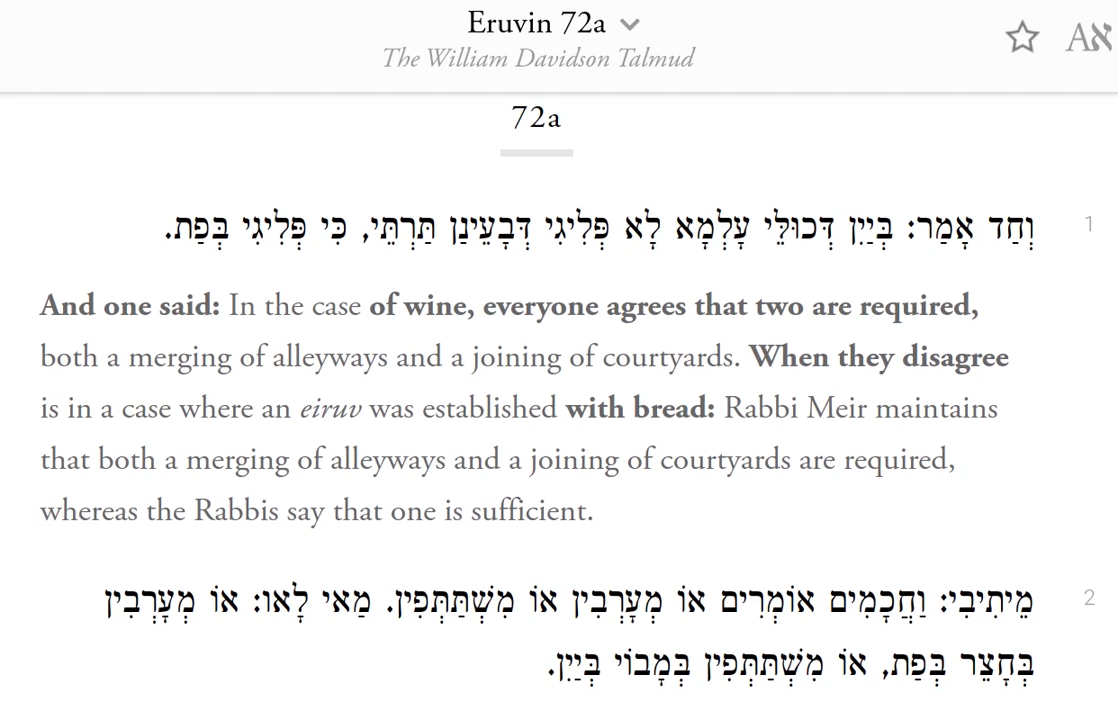 Eruvin 72a
The William Davidson Talmud
Aא
72a
1
וְחַד אָמַר: בְּיַיִן דְּכוּלֵּי עָלְמָא לָא פְּלִיגִי דְּבָעֵינַן תַּרְתֵּי, כִּי פְּלִיגִי בְּפַת.
And one said: In the case of wine, everyone agrees that two are required,
both a merging of alleyways and a joining of courtyards. When they disagree
is in a case where an eiruv was established with bread: Rabbi Meir maintains
that both a merging of alleyways and a joining of courtyards are required,
whereas the Rabbis say that one is sufficient.
2
מֵיתִיבִי: וַחֲכָמִים אוֹמְרִים אוֹ מְעָרְבִין אוֹ מִשְׁתַּתְּפִין. מַאי לָאו: אוֹ מְעָרְבִין
בְּחָצֵר בְּפַת, אוֹ מִשְׁתַּתְּפִין בְּמָבוֹי בְּיַיִן.